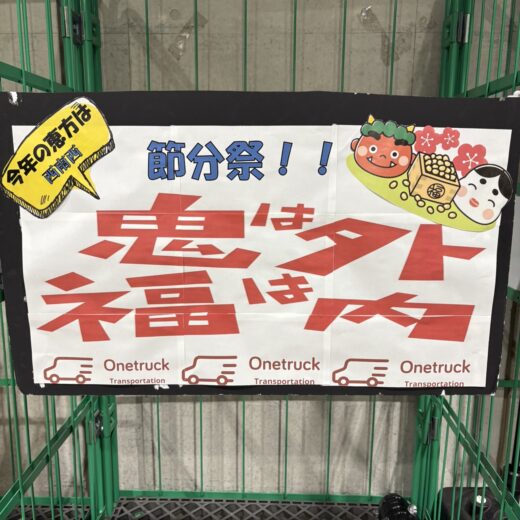 今年の恵方は
西南西
節分祭！！
鬼は外
福は内
Onetruck Onetruck Onetruck
Transportation Transportation Transportation